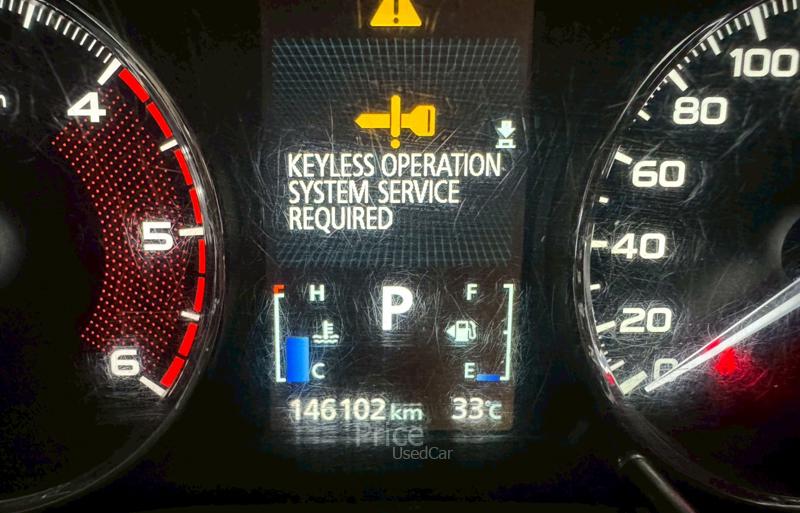 4
5
6
KEYLESS OPERATION
SYSTEM SERVICE
REQUIRED
H
C
P
F
E
146102 km
33°C
100
80
60
40
20
0
Price
UsedCar